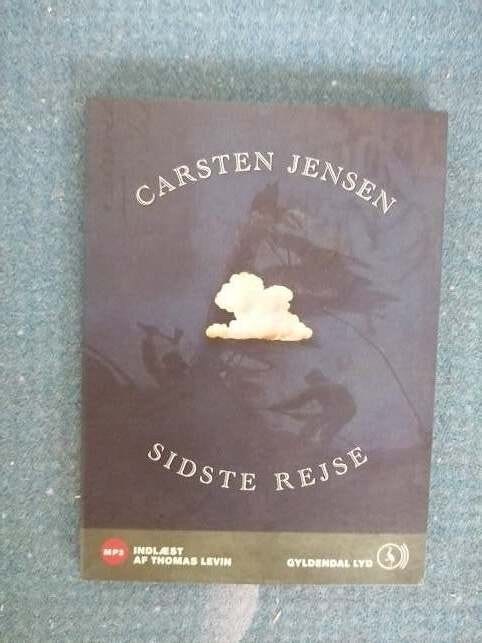 CARSTEN JENSEN
SIDSTE REJSE
MP3 INDLÆST
AF THOMAS LEVIN
GYLDENDAL LYD